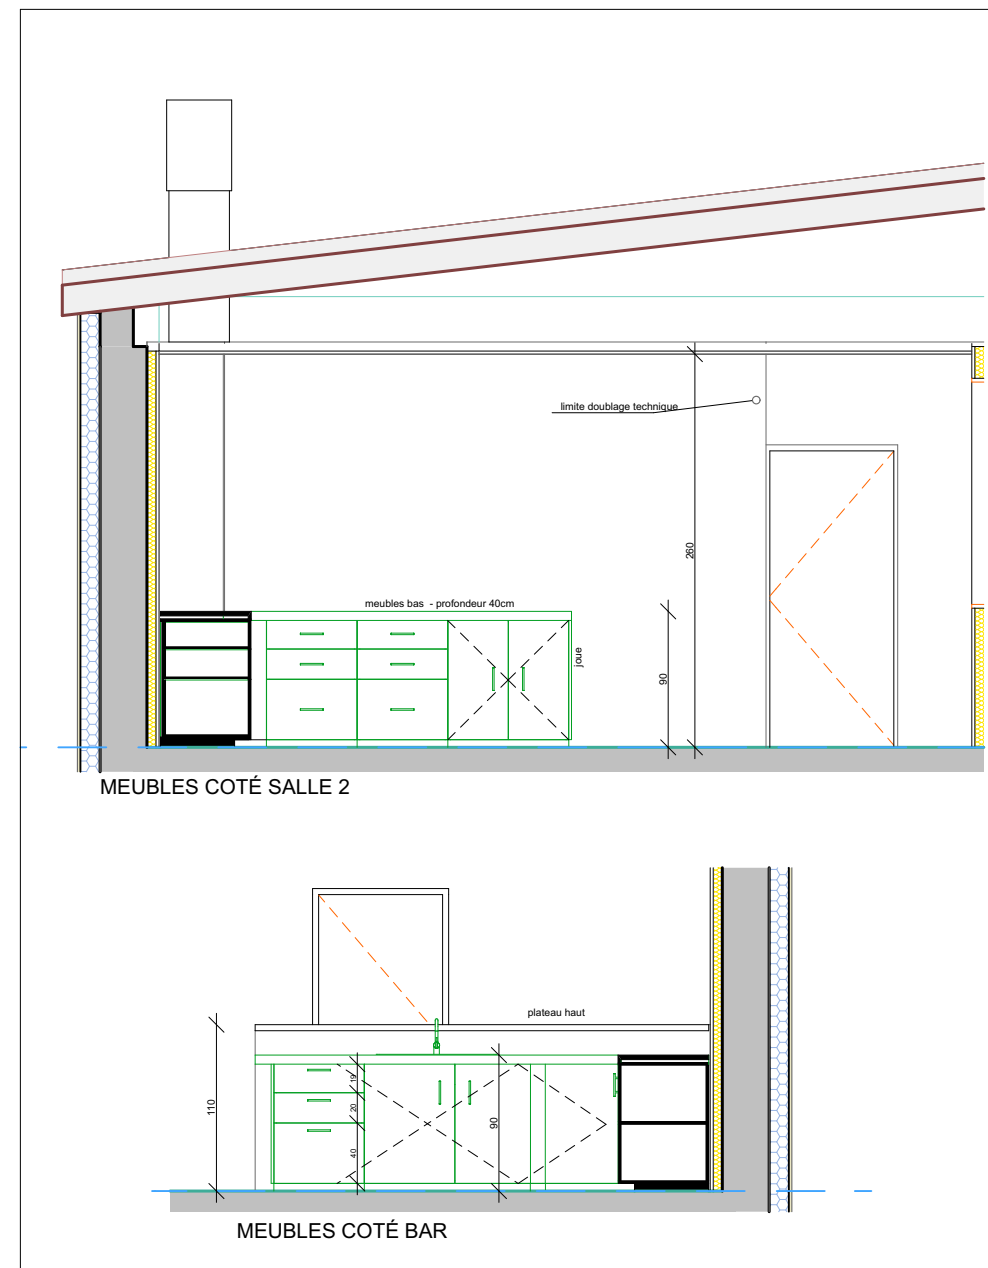 limite doublage technique
260
meubles bas - profondeur 40cm
joue
90
MEUBLES COTÉ SALLE 2
plateau haut
110
19
20
40
90
MEUBLES COTÉ BAR